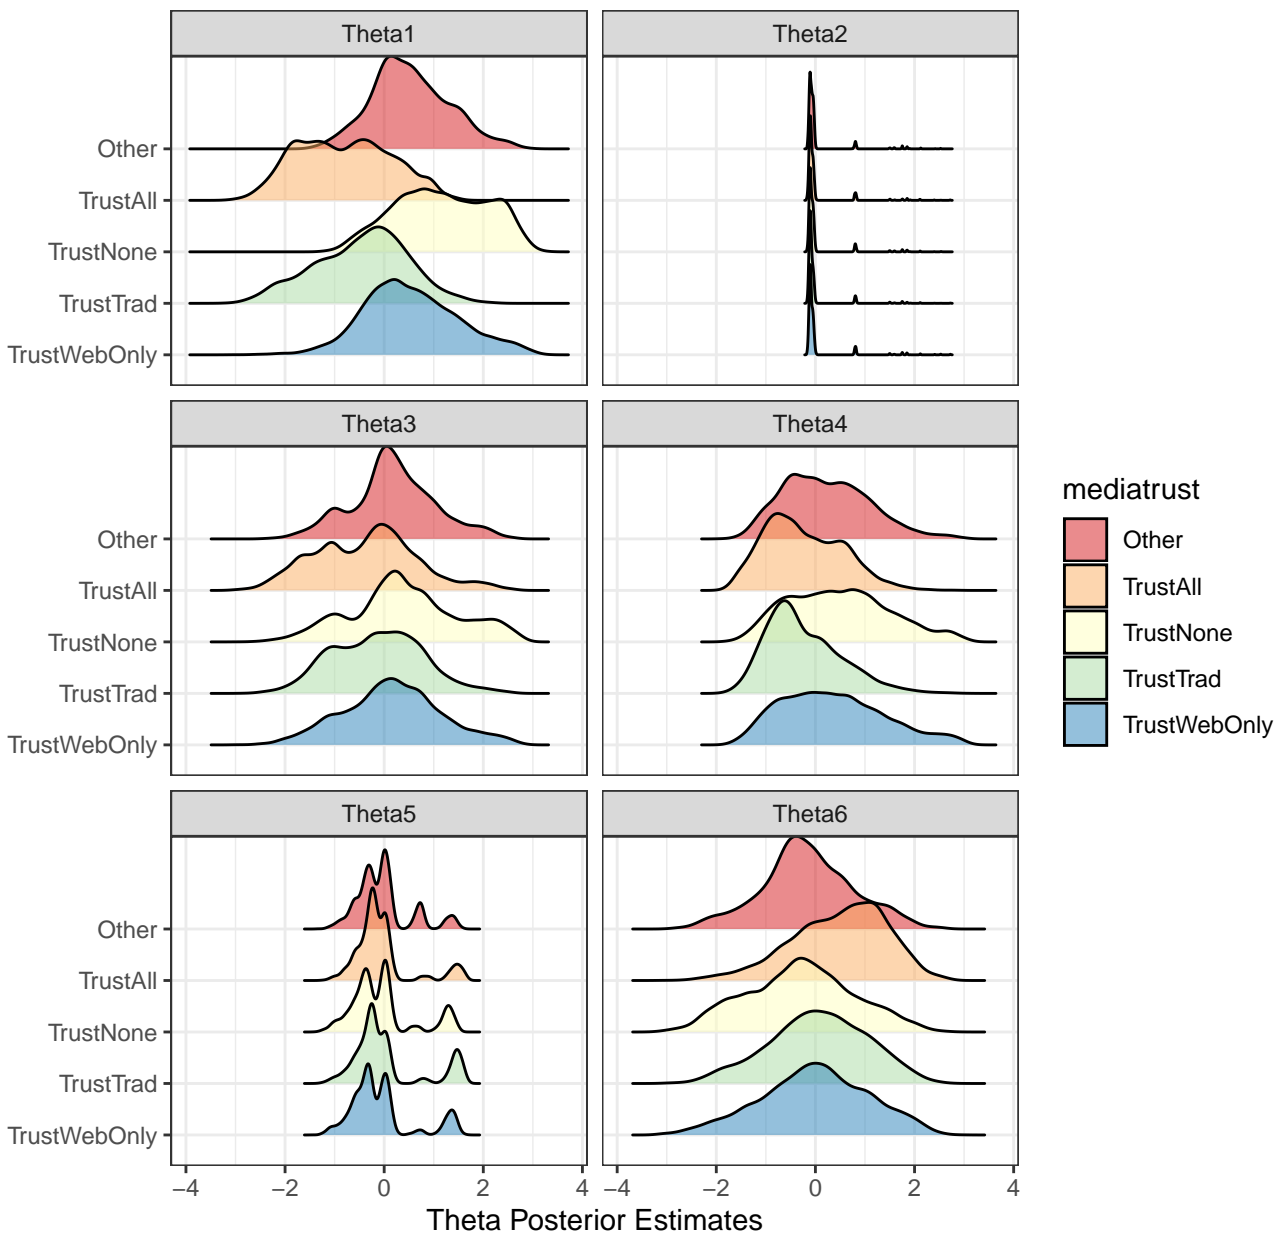 Theta1
Theta2
Other
TrustAll
TrustNone
TrustTrad
TrustWebOnly
Theta3
Theta4
Other
TrustAll
TrustNone
TrustTrad
TrustWebOnly
Theta5
Theta6
Other
TrustAll
TrustNone
TrustTrad
TrustWebOnly
−4 −2 0 2 4
−4 −2 0 2 4
Theta Posterior Estimates
mediatrust
Other
TrustAll
TrustNone
TrustTrad
TrustWebOnly